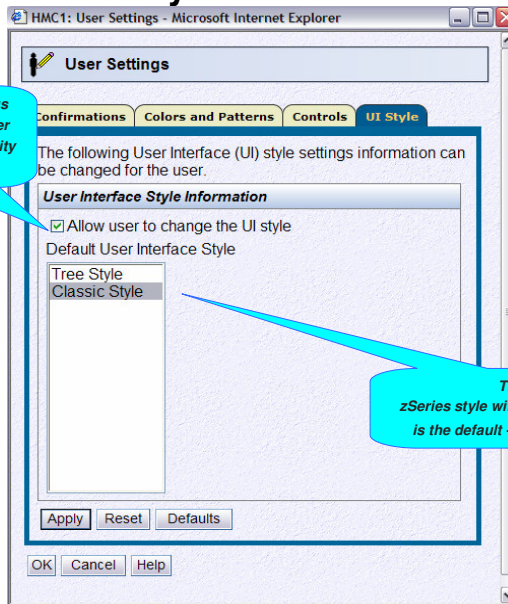 HMC1: User Settings - Microsoft Internet Explorer
User Settings
Confirmations Colors and Patterns Controls UI Style
The following User Interface (UI) style settings information can
be changed for the user.
User Interface Style Information
Allow user to change the UI style
Default User Interface Style
Tree Style
Classic Style
zSeries style
is the default
Apply Reset Defaults
OK Cancel Help